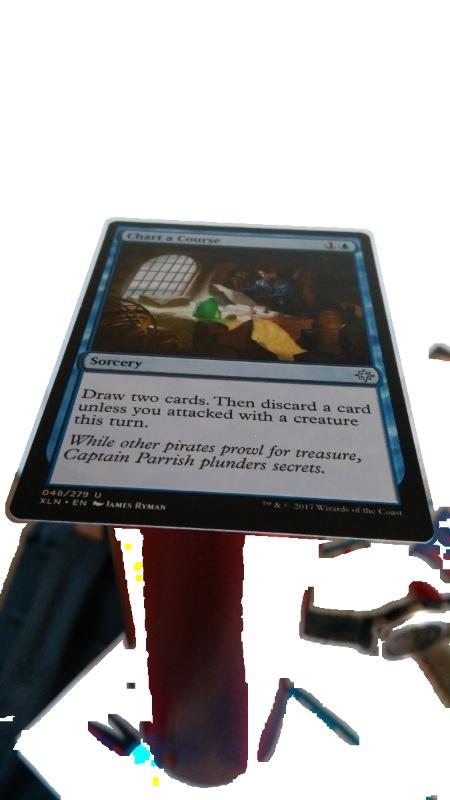 Chart a Course 1
Sorcery
Draw two cards. Then discard a card
unless you attacked with a creature
this turn.
While other pirates prowl for treasure,
Captain Parrish plunders secrets.
048/279 U
XLN • EN James Ryman
™ & © 2017 Wizards of the Coast